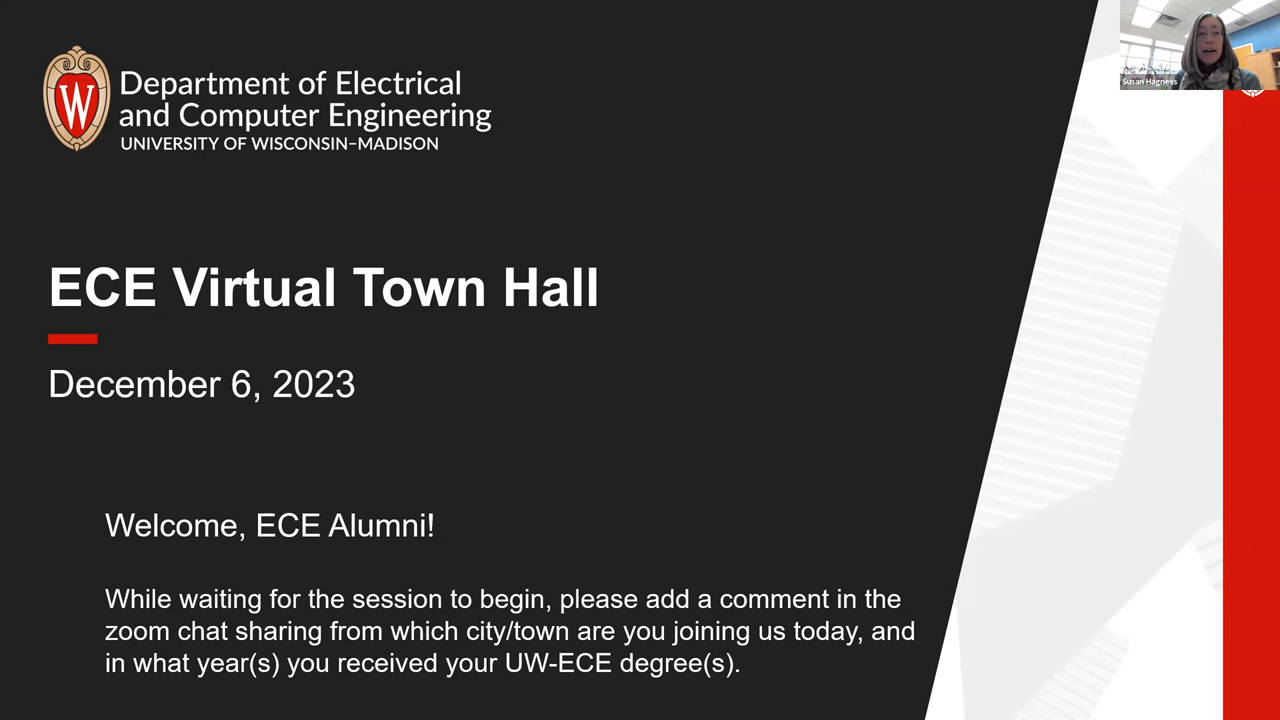 W
Department of Electrical
and Computer Engineering
UNIVERSITY OF WISCONSIN–MADISON
Susan Hagness
ECE Virtual Town Hall
December 6, 2023
Welcome, ECE Alumni!
While waiting for the session to begin, please add a comment in the
zoom chat sharing from which city/town are you joining us today, and
in what year(s) you received your UW-ECE degree(s).